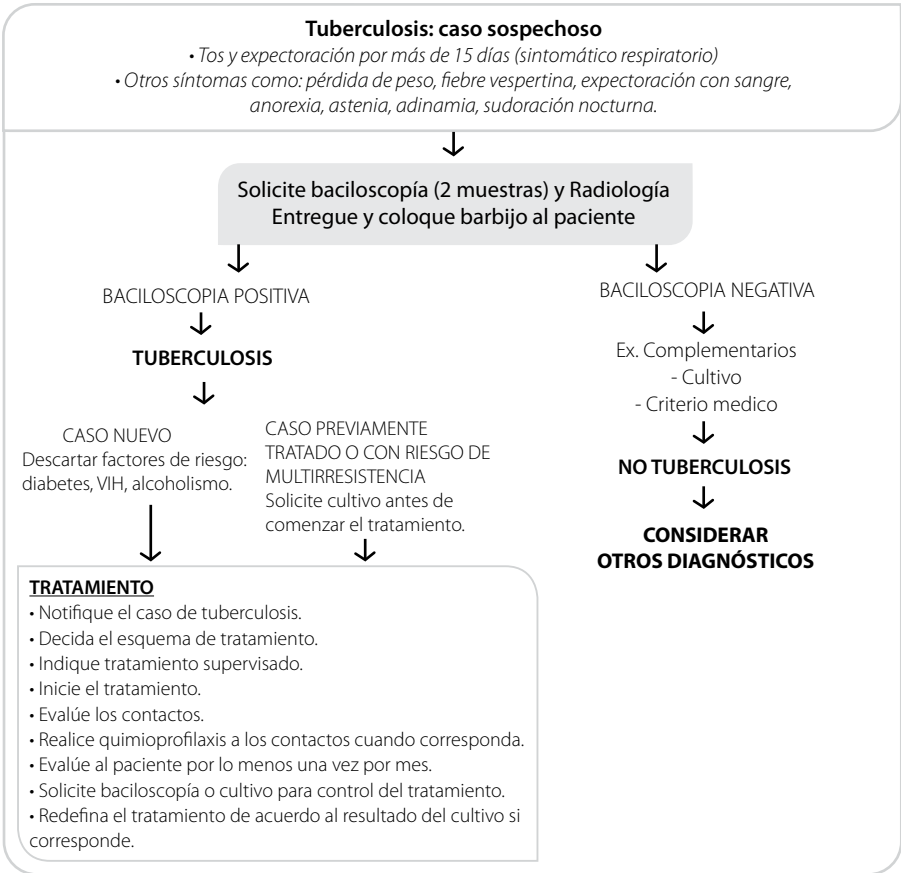 Tuberculosis: caso sospechoso
• Tos y expectoración por más de 15 días (sintomático respiratorio)
• Otros síntomas como: pérdida de peso, fiebre vespertina, expectoración con sangre,
anorexia, astenia, adinamia, sudoración nocturna.
Solicite baciloscopía (2 muestras) y Radiología
Entregue y coloque barbijo al paciente
BACILOSCOPIA POSITIVA
TUBERCULOSIS
CASO NUEVO
Descartar factores de riesgo:
diabetes, VIH, alcoholismo.
CASO PREVIAMENTE
TRATADO O CON RIESGO DE
MULTIRRESISTENCIA
Solicite cultivo antes de
comenzar el tratamiento.
TRATAMIENTO
• Notifique el caso de tuberculosis.
• Decida el esquema de tratamiento.
• Indique tratamiento supervisado.
• Inicie el tratamiento.
• Evalúe los contactos.
• Realice quimioprofilaxis a los contactos cuando corresponda.
• Evalúe al paciente por lo menos una vez por mes.
• Solicite baciloscopía o cultivo para control del tratamiento.
• Redefina el tratamiento de acuerdo al resultado del cultivo si
corresponde.
BACILOSCOPIA NEGATIVA
Ex. Complementarios
- Cultivo
- Criterio medico
NO TUBERCULOSIS
CONSIDERAR
OTROS DIAGNÓSTICOS